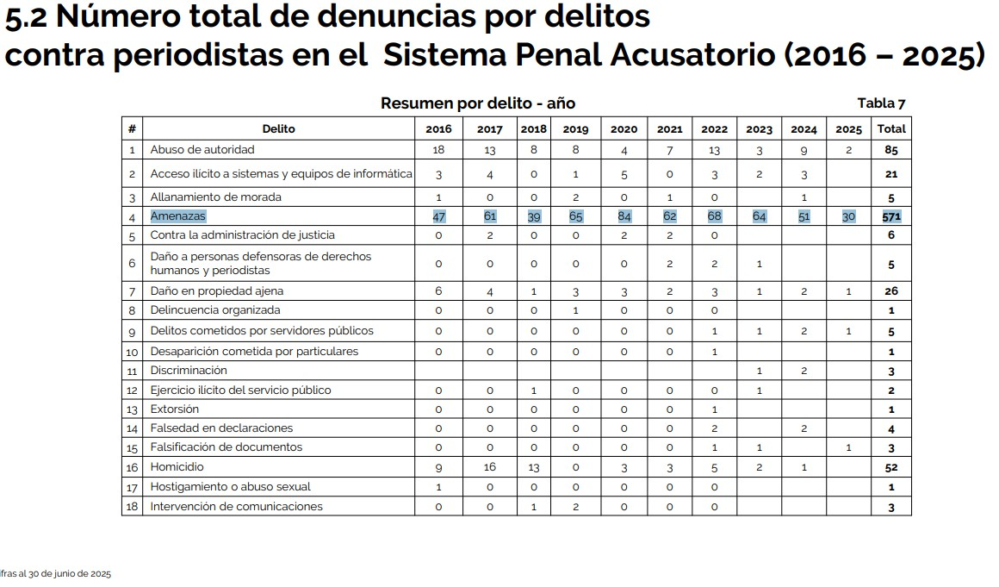 5.2 Número total de denuncias por delitos
contra periodistas en el Sistema Penal Acusatorio (2016 – 2025)
Resumen por delito - año
Tabla 7
# Delito 2016 2017 2018 2019 2020 2021 2022 2023 2024 2025 Total
1 Abuso de autoridad 18 13 8 8 4 7 13 3 9 2 85
2 Acceso ilícito a sistemas y equipos de informática 3 4 0 1 5 0 3 2 3 21
3 Allanamiento de morada 1 0 0 2 0 1 0 1 5
4 Amenazas 47 61 39 65 84 62 68 64 51 30 571
5 Contra la administración de justicia 0 2 0 0 2 2 0 6
6 Daño a personas defensoras de derechos
humanos y periodistas 0 0 0 0 0 2 2 1 5
7 Daño en propiedad ajena 6 4 1 3 3 2 3 1 2 1 26
8 Delincuencia organizada 0 0 0 1 0 0 0 1
9 Delitos cometidos por servidores públicos 0 0 0 0 0 0 1 1 2 1 5
10 Desaparición cometida por particulares 0 0 0 0 0 0 1 1
11 Discriminación 1 2 3
12 Ejercicio ilícito del servicio público 0 0 1 0 0 0 0 1 2
13 Extorsión 0 0 0 0 0 0 1 1
14 Falsedad en declaraciones 0 0 0 0 0 0 2 2 4
15 Falsificación de documentos 0 0 0 0 0 0 1 1 1 3
16 Homicidio 9 16 13 0 3 3 5 2 1 52
17 Hostigamiento o abuso sexual 1 0 0 0 0 0 0 1
18 Intervención de comunicaciones 0 0 1 2 0 0 0 3
ifras al 30 de junio de 2025